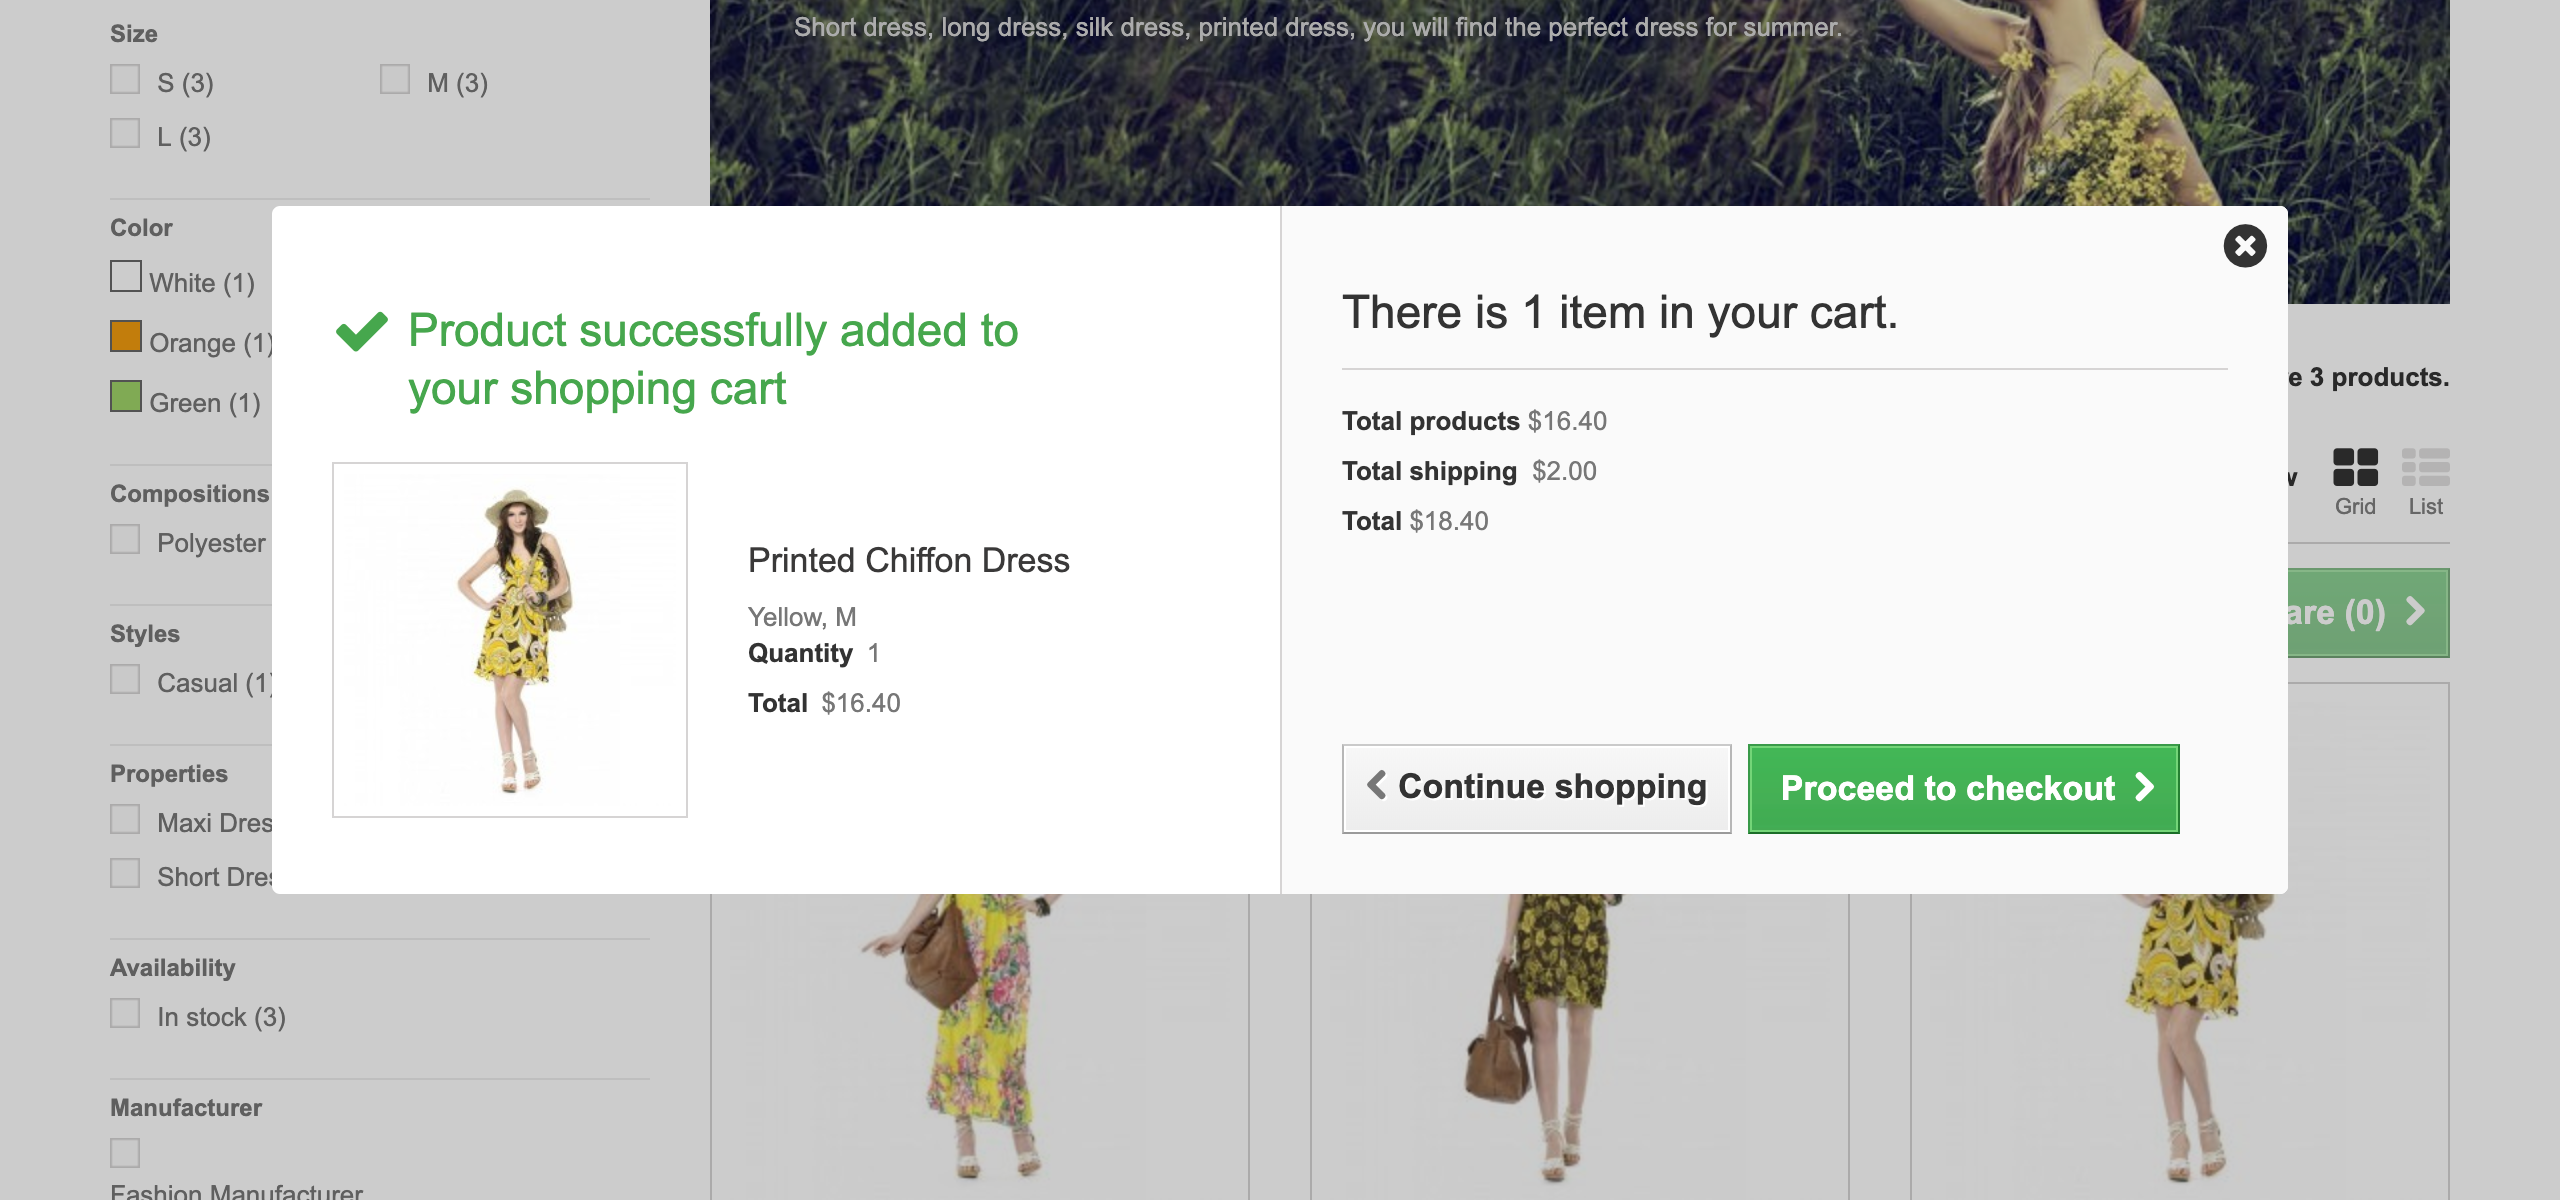 Short dress, long dress, silk dress, printed dress, you will find the perfect dress for summer.
Size
S (3)
M (3)
L (3)
Color
White (1)
Orange (1)
Green (1)
Compositions
Polyester
Styles
Casual (1)
Properties
Maxi
Short
Availability
In stock (3)
Manufacturer
Fashion Manufacturer
Product successfully added to
your shopping cart
Printed Chiffon Dress
Yellow, M
Quantity 1
Total $16.40
There is 1 item in your cart.
Total products $16.40
Total shipping $2.00
Total $18.40
Continue shopping
Proceed to checkout
3 products.
Grid
List
(0)